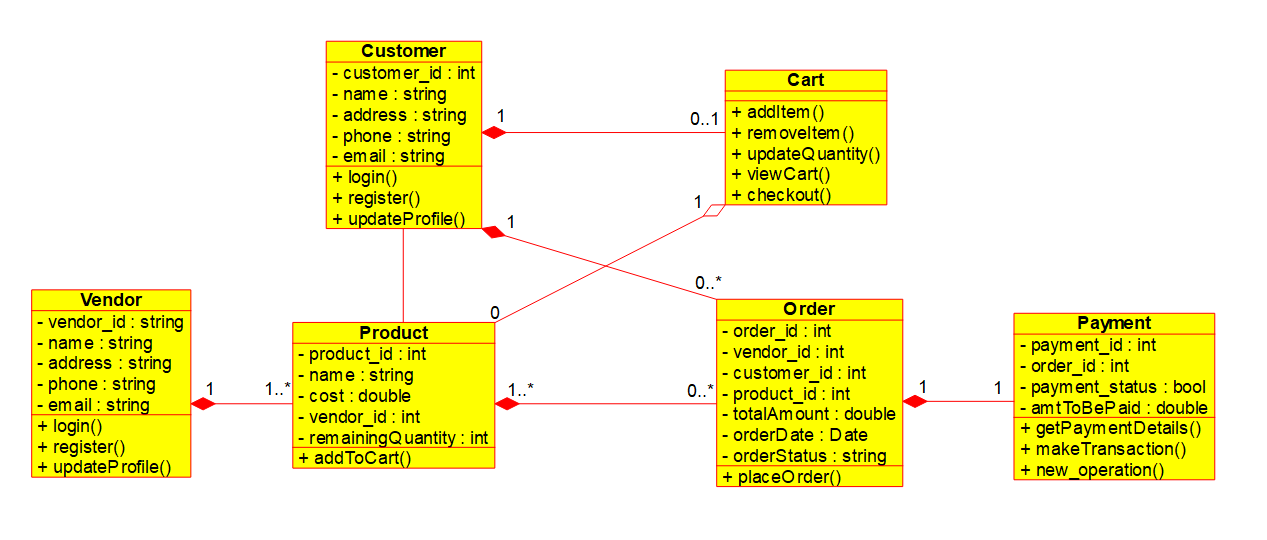 Customer
- customer_id : int
- name : string
- address : string
- phone : string
- email : string
+ login()
+ register()
+ updateProfile()
1
0..1
Cart
+ addItem()
+ removeItem()
+ updateQuantity()
+ viewCart()
+ checkout()
1
0
1
0..*
Vendor
- vendor_id : string
- name : string
- address : string
- phone : string
- email : string
+ login()
+ register()
+ updateProfile()
1
1..*
Product
- product_id : int
- name : string
- cost : double
- vendor_id : int
- remainingQuantity : int
+ addToCart()
1..*
0..*
Order
- order_id : int
- vendor_id : int
- customer_id : int
- product_id : int
- totalAmount : double
- orderDate : Date
- orderStatus : string
+ placeOrder()
1
1
Payment
- payment_id : int
- order_id : int
- payment_status : bool
- amtToBePaid : double
+ getPaymentDetails()
+ makeTransaction()
+ new_operation()